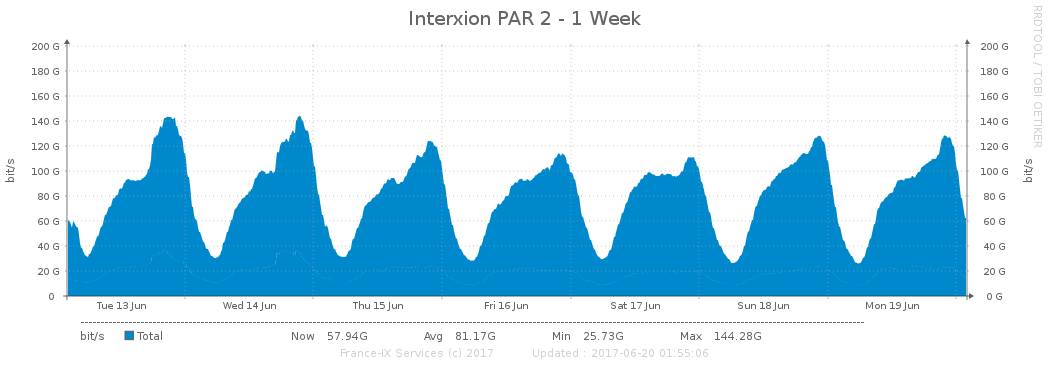 Interxion PAR 2 - 1 Week
RRDTOOL / TOBI OETIKER
200 G 200 G
180 G 180 G
160 G 160 G
140 G 140 G
120 G 120 G
100 G 100 G
80 G 80 G
60 G 60 G
40 G 40 G
20 G 20 G
0 0 G
bit/s bit/s
Tue 13 Jun Wed 14 Jun Thu 15 Jun Fri 16 Jun Sat 17 Jun Sun 18 Jun Mon 19 Jun
bit/s Total Now 57.94G Avg 81.17G Min 25.73G Max 144.28G
France-IX Services (c) 2017 Updated : 2017-06-20 01:55:06